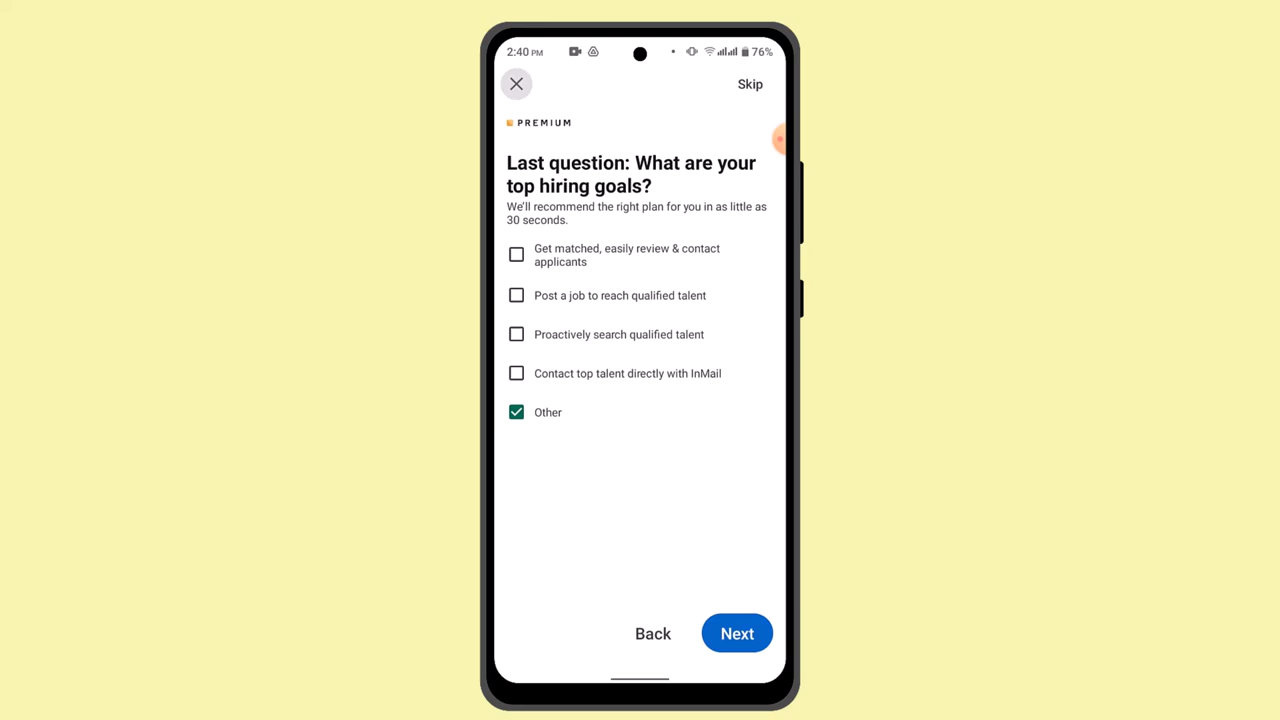 2:40 PM
76%
Skip
PREMIUM
Last question: What are your
top hiring goals?
We'll recommend the right plan for you in as little as
30 seconds.
Get matched, easily review & contact
applicants
Post a job to reach qualified talent
Proactively search qualified talent
Contact top talent directly with InMail
Other
Back
Next